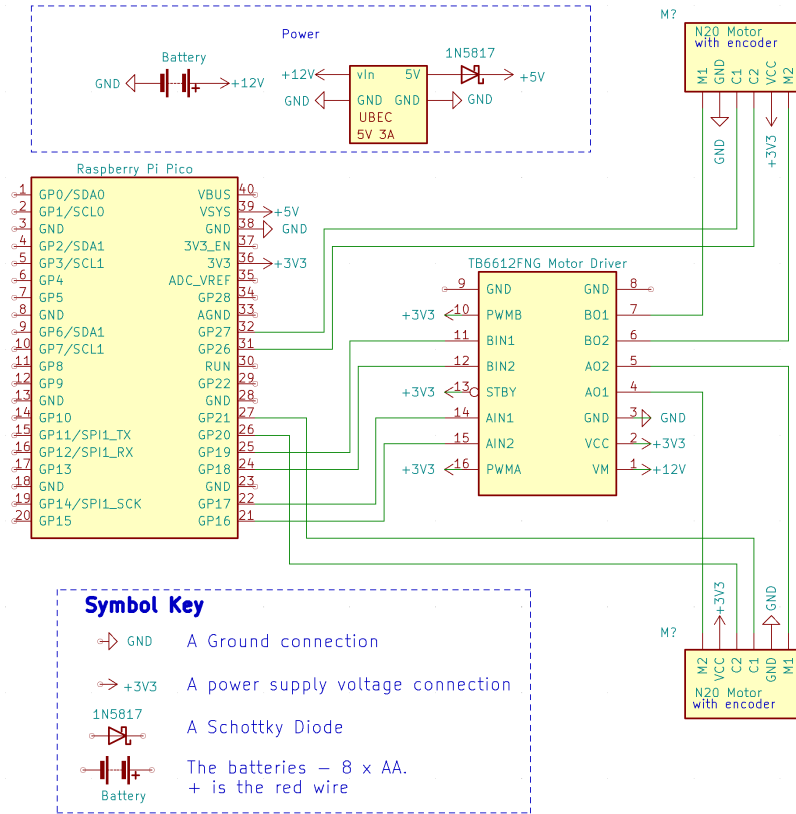 Power
Battery
GND
+12V
+12V
vIn
5V
1N5817
+5V
GND
GND
GND
GND
UBEC
5V 3A
M?
N20 Motor
with encoder
M1
GND
C1
C2
VCC
M2
GND
+3V3
Raspberry Pi Pico
1 GP0/SDA0
2 GP1/SCL0
3 GND
4 GP2/SDA1
5 GP3/SCL1
6 GP4
7 GP5
8 GND
9 GP6/SDA1
10 GP7/SCL1
11 GP8
12 GP9
13 GND
14 GP10
15 GP11/SPI1_TX
16 GP12/SPI1_RX
17 GP13
18 GND
19 GP14/SPI1_SCK
20 GP15
VBUS 40
VSYS 39 +5V
GND 38 GND
3V3_EN 37
3V3 36 +3V3
ADC_VREF 35
GP28 34
AGND 33
GP27 32
GP26 31
RUN 30
GP22 29
GND 28
GP21 27
GP20 26
GP19 25
GP18 24
GND 23
GP17 22
GP16 21
TB6612FNG Motor Driver
9 GND
+3V3 10 PWMB
11 BIN1
12 BIN2
+3V3 13 STBY
14 AIN1
15 AIN2
+3V3 16 PWMA
GND 8
BO1 7
BO2 6
AO2 5
AO1 4
GND 3 GND
VCC 2 +3V3
VM 1 +12V
+3V3
GND
M?
M2
VCC
C2
C1
GND
M1
N20 Motor
with encoder
Symbol Key
GND A Ground connection
+3V3 A power supply voltage connection
1N5817
A Schottky Diode
The batteries – 8 x AA.
+ is the red wire
Battery